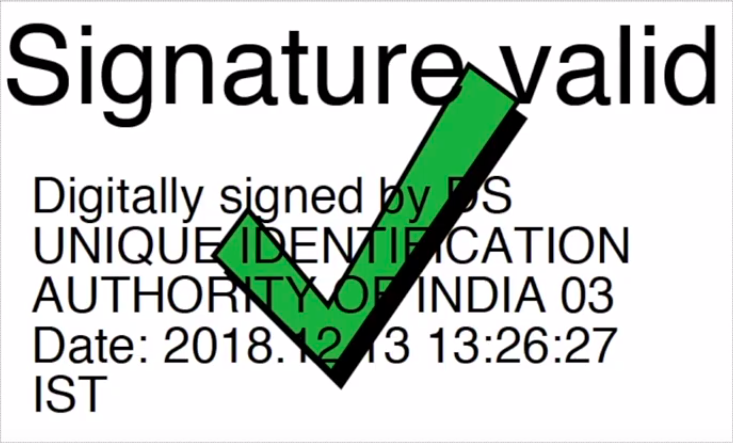 Signature valid
Digitally signed by DS
UNIQUE IDENTIFICATION
AUTHORITY OF INDIA 03
Date: 2018.12.13 13:26:27
IST